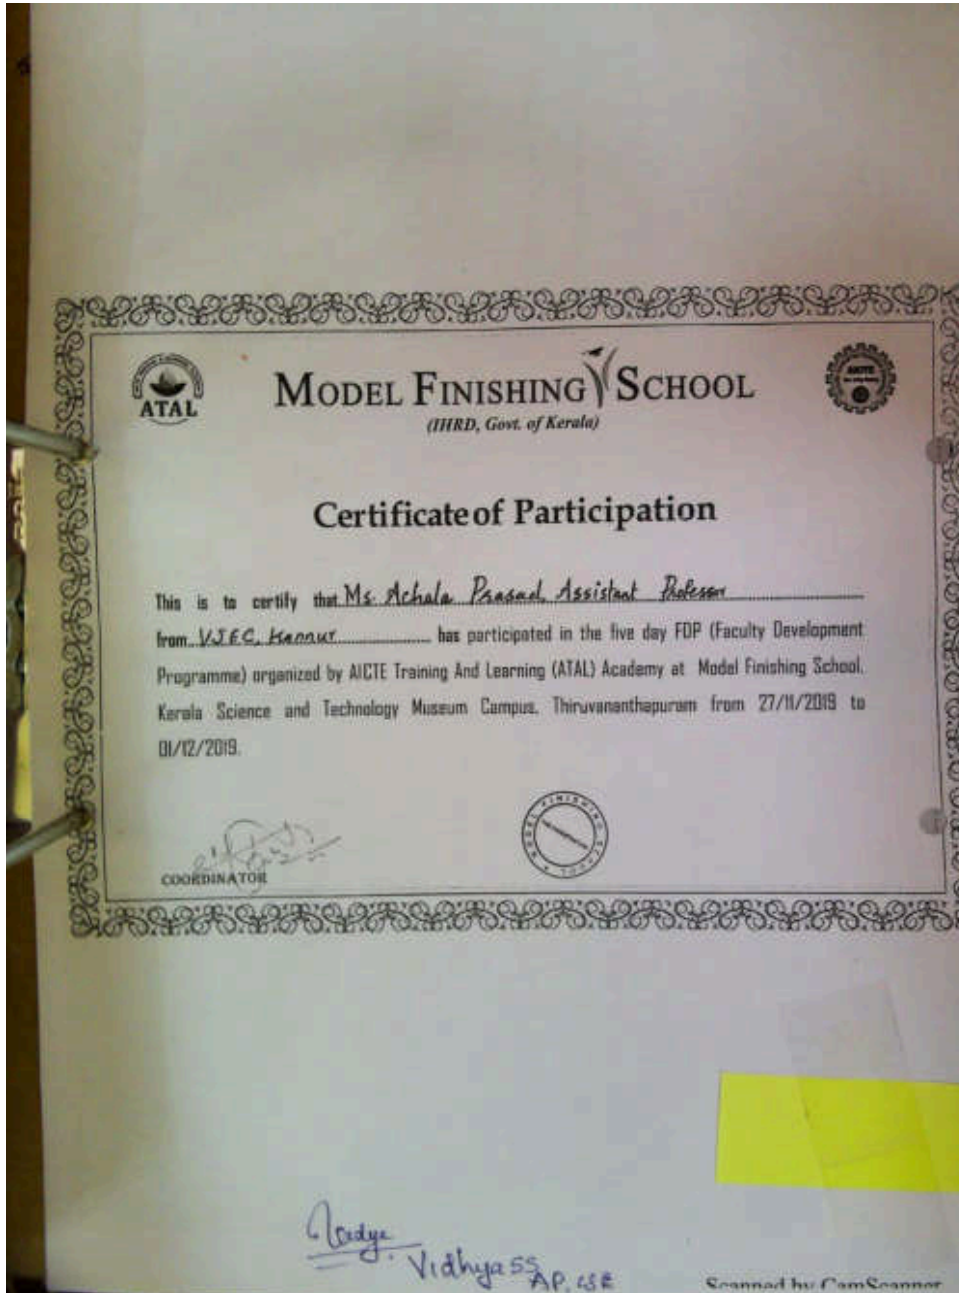 ATAL
MODEL FINISHING SCHOOL
(IHRD, Govt. of Kerala)
AICTE
Certificate of Participation
This is to certify that Ms. Achala Prasad, Assistant Professor
from VJEC, Kannur has participated in the five day FDP (Faculty Development
Programme) organized by AICTE Training And Learning (ATAL) Academy at Model Finishing School,
Kerala Science and Technology Museum Campus, Thiruvananthapuram from 27/11/2019 to
01/12/2019.
MODEL FINISHING SCHOOL
COORDINATOR
Vidhya SS
AP, CSE
Scanned by CamScanner